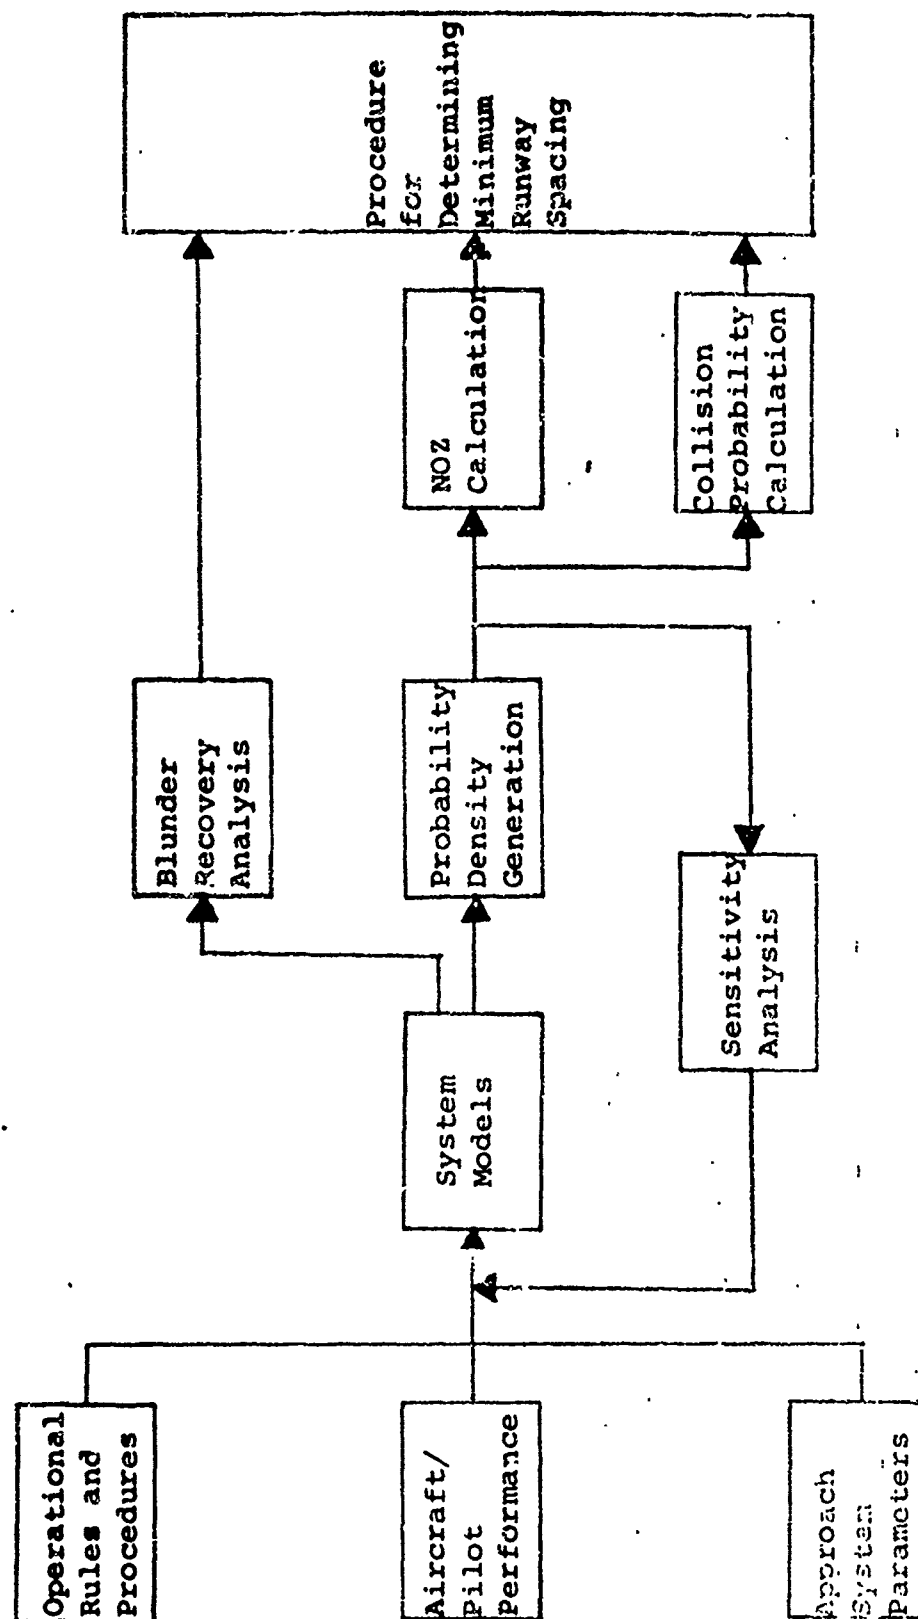 Operational
Rules and
Procedures
Aircraft/
Pilot
Performance
Approach
System
Parameters
System
Models
Blunder
Recovery
Analysis
Probability
Density
Generation
Sensitivity
Analysis
NOZ
Calculation
Collision
Probability
Calculation
Procedure
for
Determining
Minimum
Runway
Spacing